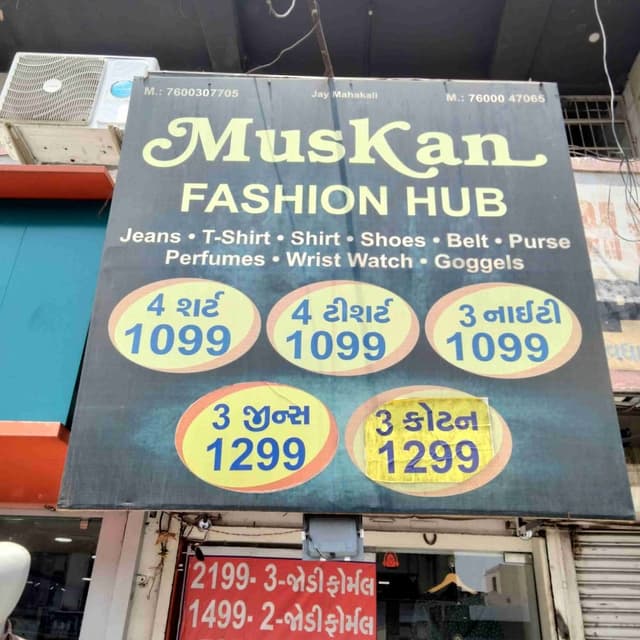 M.: 7600307705 Jay Mahakali M.: 76000 47065
MusKan
FASHION HUB
Jeans • T-Shirt • Shirt • Shoes • Belt • Purse
Perfumes • Wrist Watch • Goggels
4 શર્ટ
1099
4 ટીશર્ટ
1099
3 નાઈટી
1099
3 જીન્સ
1299
3 કોટન
1299
2199- 3-જોડી ફોર્મલ
1499- 2-જોડી ફોર્મલ